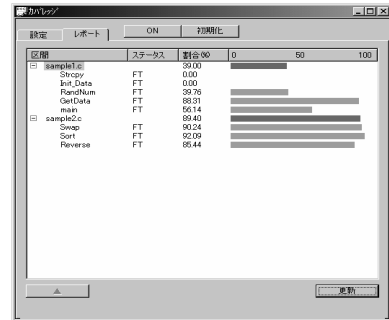 カバレッジ
設定 レポート ON 初期化
区間 ステータス 割合(%) 0 50 100
sample1.c 39.00
Strcpy FT 0.00
Init_Data FT 0.00
RandNum FT 39.76
GetData FT 88.31
main FT 56.14
sample2.c 89.40
Swap FT 90.24
Sort FT 92.09
Reverse FT 85.44
更新